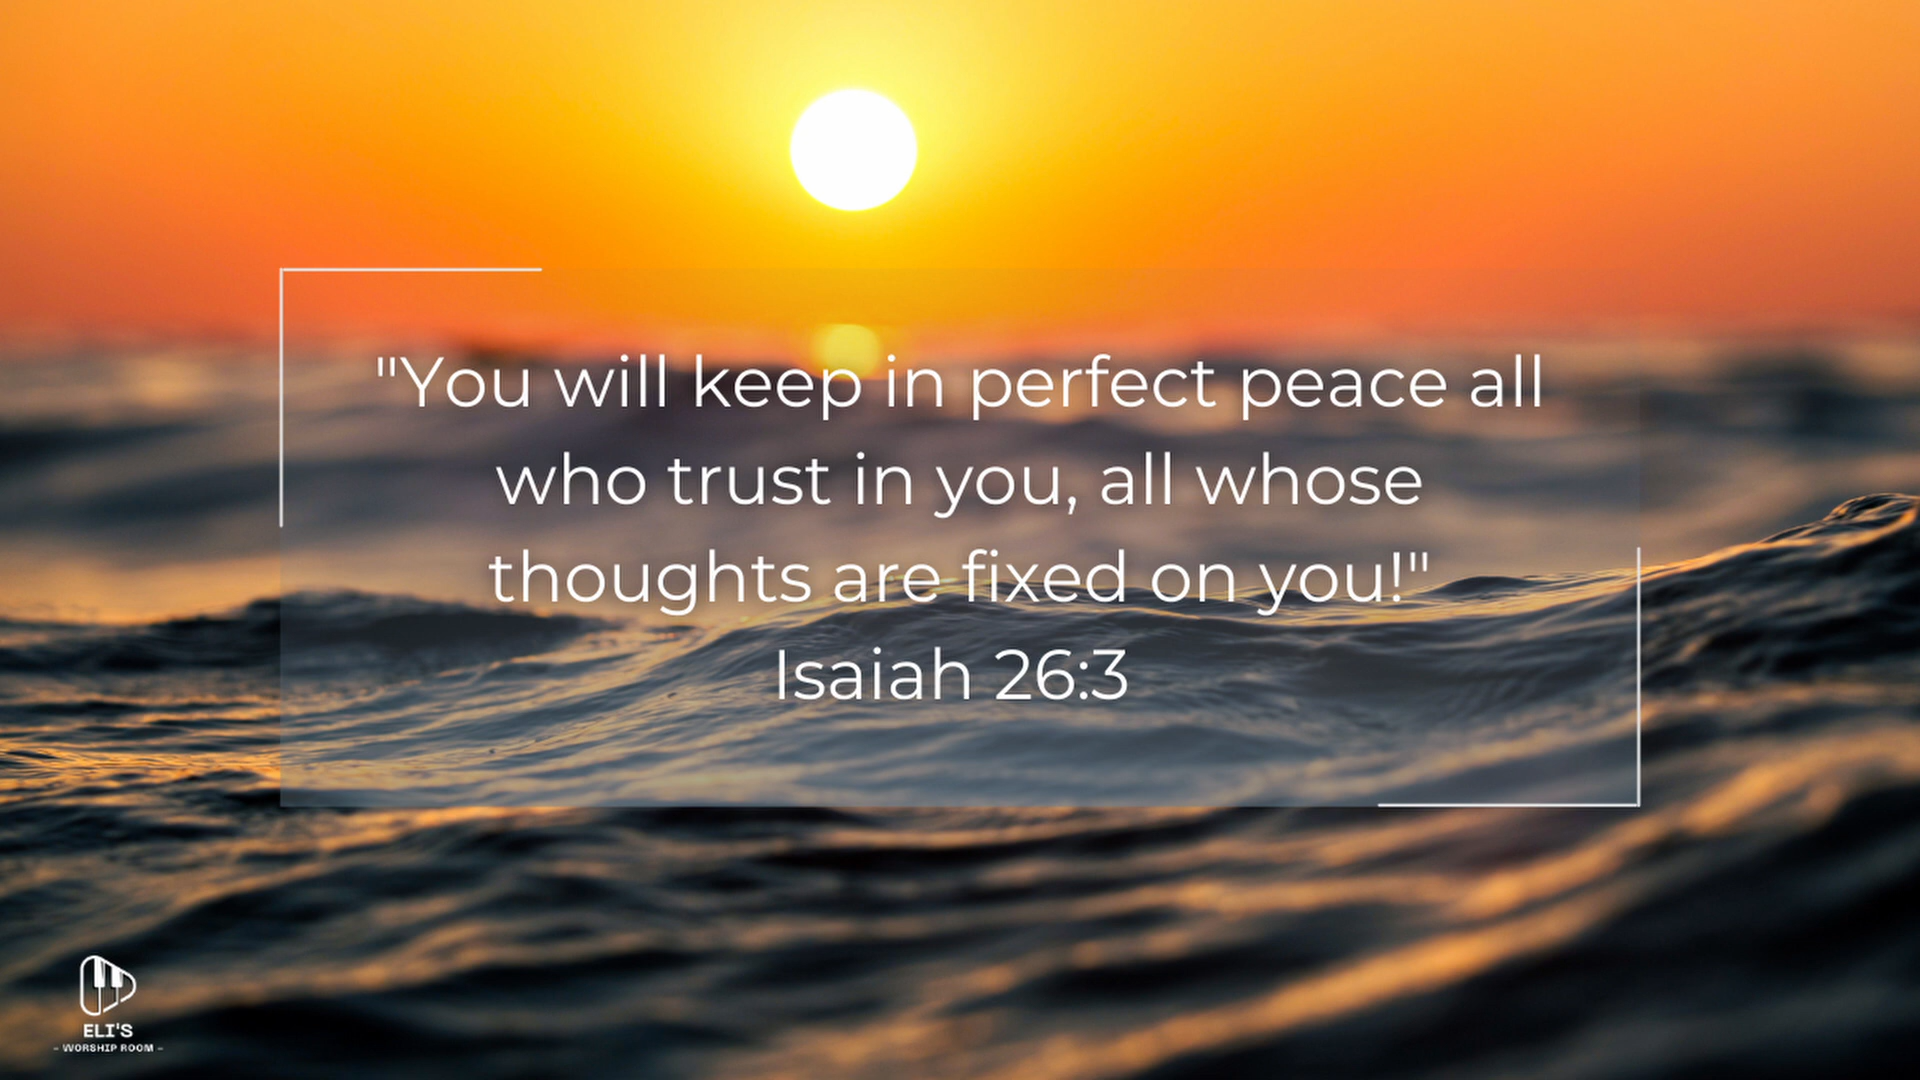 "You will keep in perfect peace all
who trust in you, all whose
thoughts are fixed on you!"
Isaiah 26:3
ELI'S
- WORSHIP ROOM -